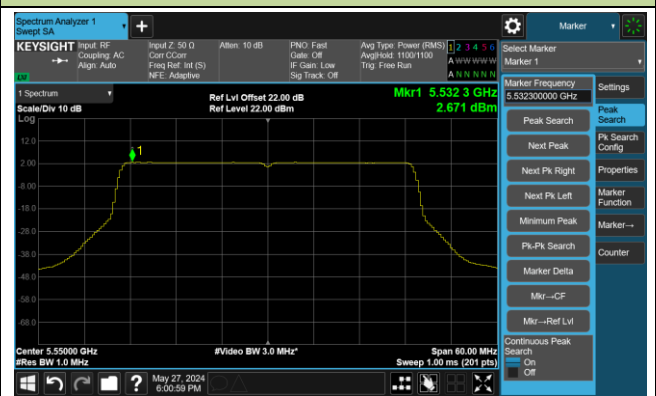 Spectrum Analyzer 1
Swept SA
Marker
KEYSIGHT
Input: RF
Coupling: AC
Align: Auto
Input Z: 50 Ω
Corr CCorr
Freq Ref: Int (S)
NFE: Adaptive
Atten: 10 dB
PNO: Fast
Gate: Off
IF Gain: Low
Sig Track: Off
Avg Type: Power (RMS)
Avg|Hold: 1100/1100
Trig: Free Run
1 2 3 4 5 6
A W W W W W
A N N N N N
LXI
Select Marker
Marker 1
1 Spectrum
Scale/Div 10 dB
Log
Ref Lvl Offset 22.00 dB
Ref Level 22.00 dBm
Mkr1 5.532 3 GHz
2.671 dBm
12.0
2.00
-8.00
-18.0
-28.0
-38.0
-48.0
-58.0
-68.0
1
Center 5.55000 GHz
#Res BW 1.0 MHz
#Video BW 3.0 MHz*
Span 60.00 MHz
Sweep 1.00 ms (201 pts)
Marker Frequency
5.532300000 GHz
Peak Search
Next Peak
Next Pk Right
Next Pk Left
Minimum Peak
Pk-Pk Search
Marker Delta
Mkr→CF
Mkr→Ref Lvl
Continuous Peak
Search
On
Off
Settings
Peak
Search
Pk Search
Config
Properties
Marker
Function
Marker→
Counter
May 27, 2024
6:00:59 PM